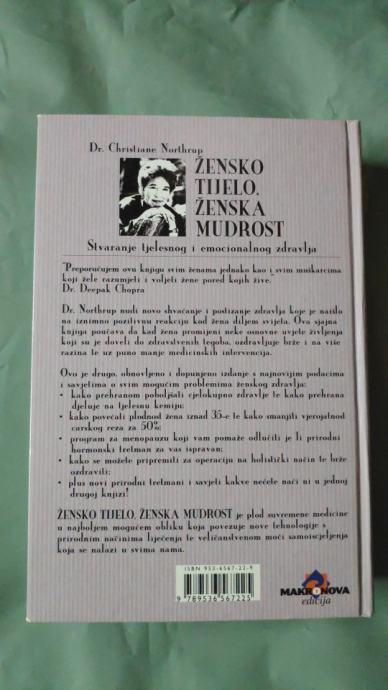 Dr. Christiane Northrup
ŽENSKO
TIJELO,
ŽENSKA
MUDROST
Stvaranje tjelesnog i emocionalnog zdravlja
"Preporučujem ovu knjigu svim ženama jednako kao i svim muškarcima
koji žele razumjeti i voljeti žene pored kojih žive.
Dr. Deepak Chopra
Dr. Northrup nudi novo shvaćanje i postizanje zdravlja koje je naišlo
na iznimno pozitivnu reakciju kod žena diljem svijeta. Ova sjajna
knjiga poučava da kad žena promijeni neke osnovne uvjete življenja
koji su je doveli do zdravstvenih tegoba, ozdravljuje brže i na više
razina te uz puno manje medicinskih intervencija.
Ovo je drugo, obnovljeno i dopunjeno izdanje s najnovijim podacima
i savjetima o svim mogućim problemima ženskog zdravlja:
• kako prehranom poboljšati cjelokupno zdravlje te kako prehrana
djeluje na tjelesnu kemiju;
• kako povećati plodnost žena iznad 35-e te kako smanjiti vjerojatnost
carskog reza za 50%;
• program za menopauzu koji vam pomaže odlučiti je li prirodni
hormonski tretman za vas ispravan;
• kako se možete pripremiti za operaciju na holistički način te brže
ozdraviti;
• plus novi prirodni tretmani i savjeti kakve nećete naći ni u jednoj
drugoj knjizi!
ŽENSKO TIJELO, ŽENSKA MUDROST je plod suvremene medicine
u najboljem mogućem obliku koja povezuje nove tehnologije s
prirodnim načinima liječenja te veličanstvenom moći samoiscjeljenja
koja se nalazi u svima nama.
ISBN 953-6567-22-9
9 789536 567225
MAKRONOVA
edicija